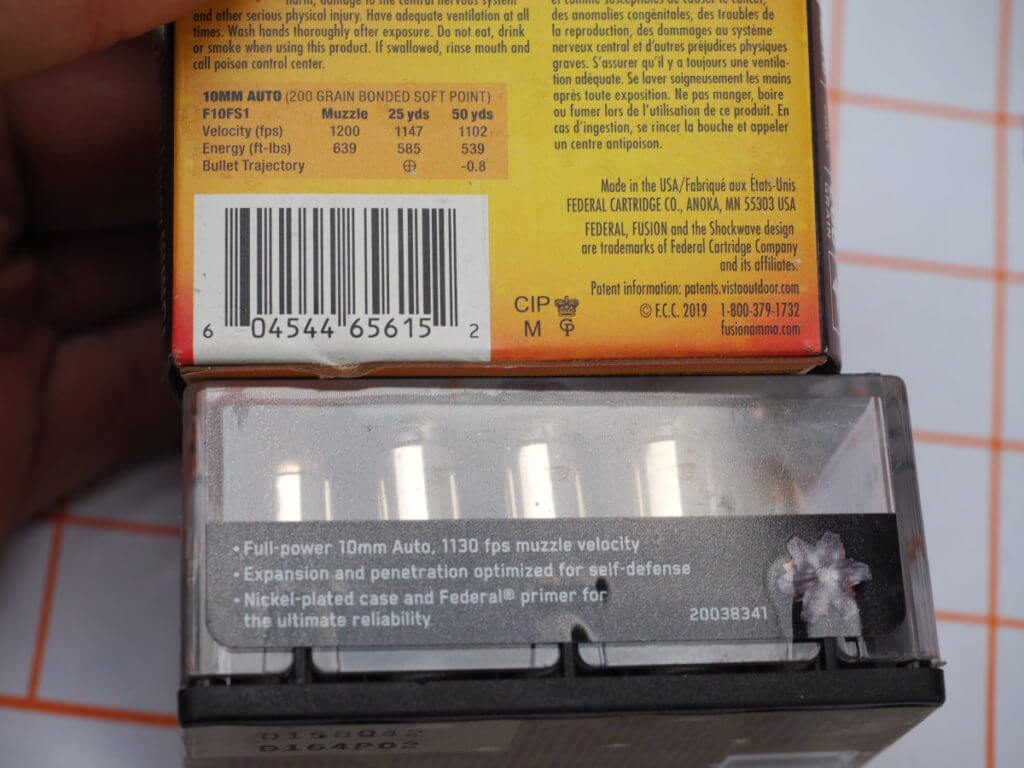 harm, damage to the central nervous system
and other serious physical injury. Have adequate ventilation at all
times. Wash hands thoroughly after exposure. Do not eat, drink
or smoke when using this product. If swallowed, rinse mouth and
call poison control center.
10MM AUTO (200 GRAIN BONDED SOFT POINT)
F10FS1 Muzzle 25 yds 50 yds
Velocity (fps) 1200 1147 1102
Energy (ft-lbs) 639 585 539
Bullet Trajectory ⊕ -0.8
6 04544 65615 2
et comme susceptibles de causer le cancer,
des anomalies congénitales, des troubles de
la reproduction, des dommages au système
nerveux central et d'autres préjudices physiques
graves. S'assurer qu'il y a toujours une ventila-
tion adéquate. Se laver soigneusement les mains
après toute exposition. Ne pas manger, boire
ou fumer lors de l'utilisation de ce produit. En
cas d'ingestion, se rincer la bouche et appeler
un centre antipoison.
Made in the USA/Fabriqué aux États-Unis
FEDERAL CARTRIDGE CO., ANOKA, MN 55303 USA
FEDERAL, FUSION and the Shockwave design
are trademarks of Federal Cartridge Company
and its affiliates.
Patent information: patents.vistaoutdoor.com
© F.C.C. 2019 1-800-379-1732
fusionammo.com
CIP
M GP
• Full-power 10mm Auto, 1130 fps muzzle velocity
• Expansion and penetration optimized for self-defense
• Nickel-plated case and Federal® primer for
the ultimate reliability
20038341
D158Q42
D164P02